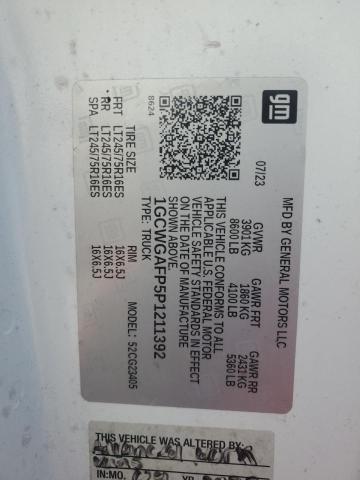 gm
MFD BY GENERAL MOTORS LLC
07/23
GVWR GAWR FRT GAWR RR
3901 KG 1860 KG 2431 KG
8600 LB 4100 LB 5360 LB
THIS VEHICLE CONFORMS TO ALL
APPLICABLE U.S. FEDERAL MOTOR
VEHICLE SAFETY STANDARDS IN EFFECT
ON THE DATE OF MANUFACTURE
SHOWN ABOVE.
1GCWGAFP5P1211392
TYPE: TRUCK
8624
MODEL: 52CG23405
TIRE SIZE RIM
FRT LT245/75R16ES 16X6.5J
RR LT245/75R16ES 16X6.5J
SPA LT245/75R16ES 16X6.5J
THIS VEHICLE WAS ALTERED BY:
IN:MO. YR